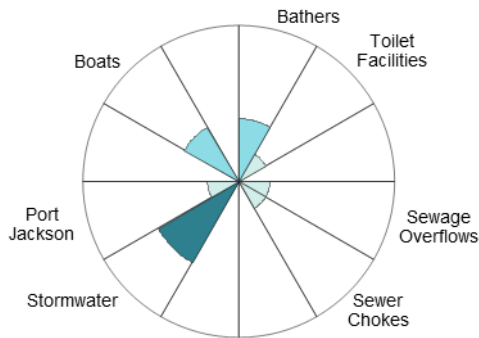 Bathers
Toilet
Facilities
Boats
Port
Jackson
Sewage
Overflows
Stormwater
Sewer
Chokes